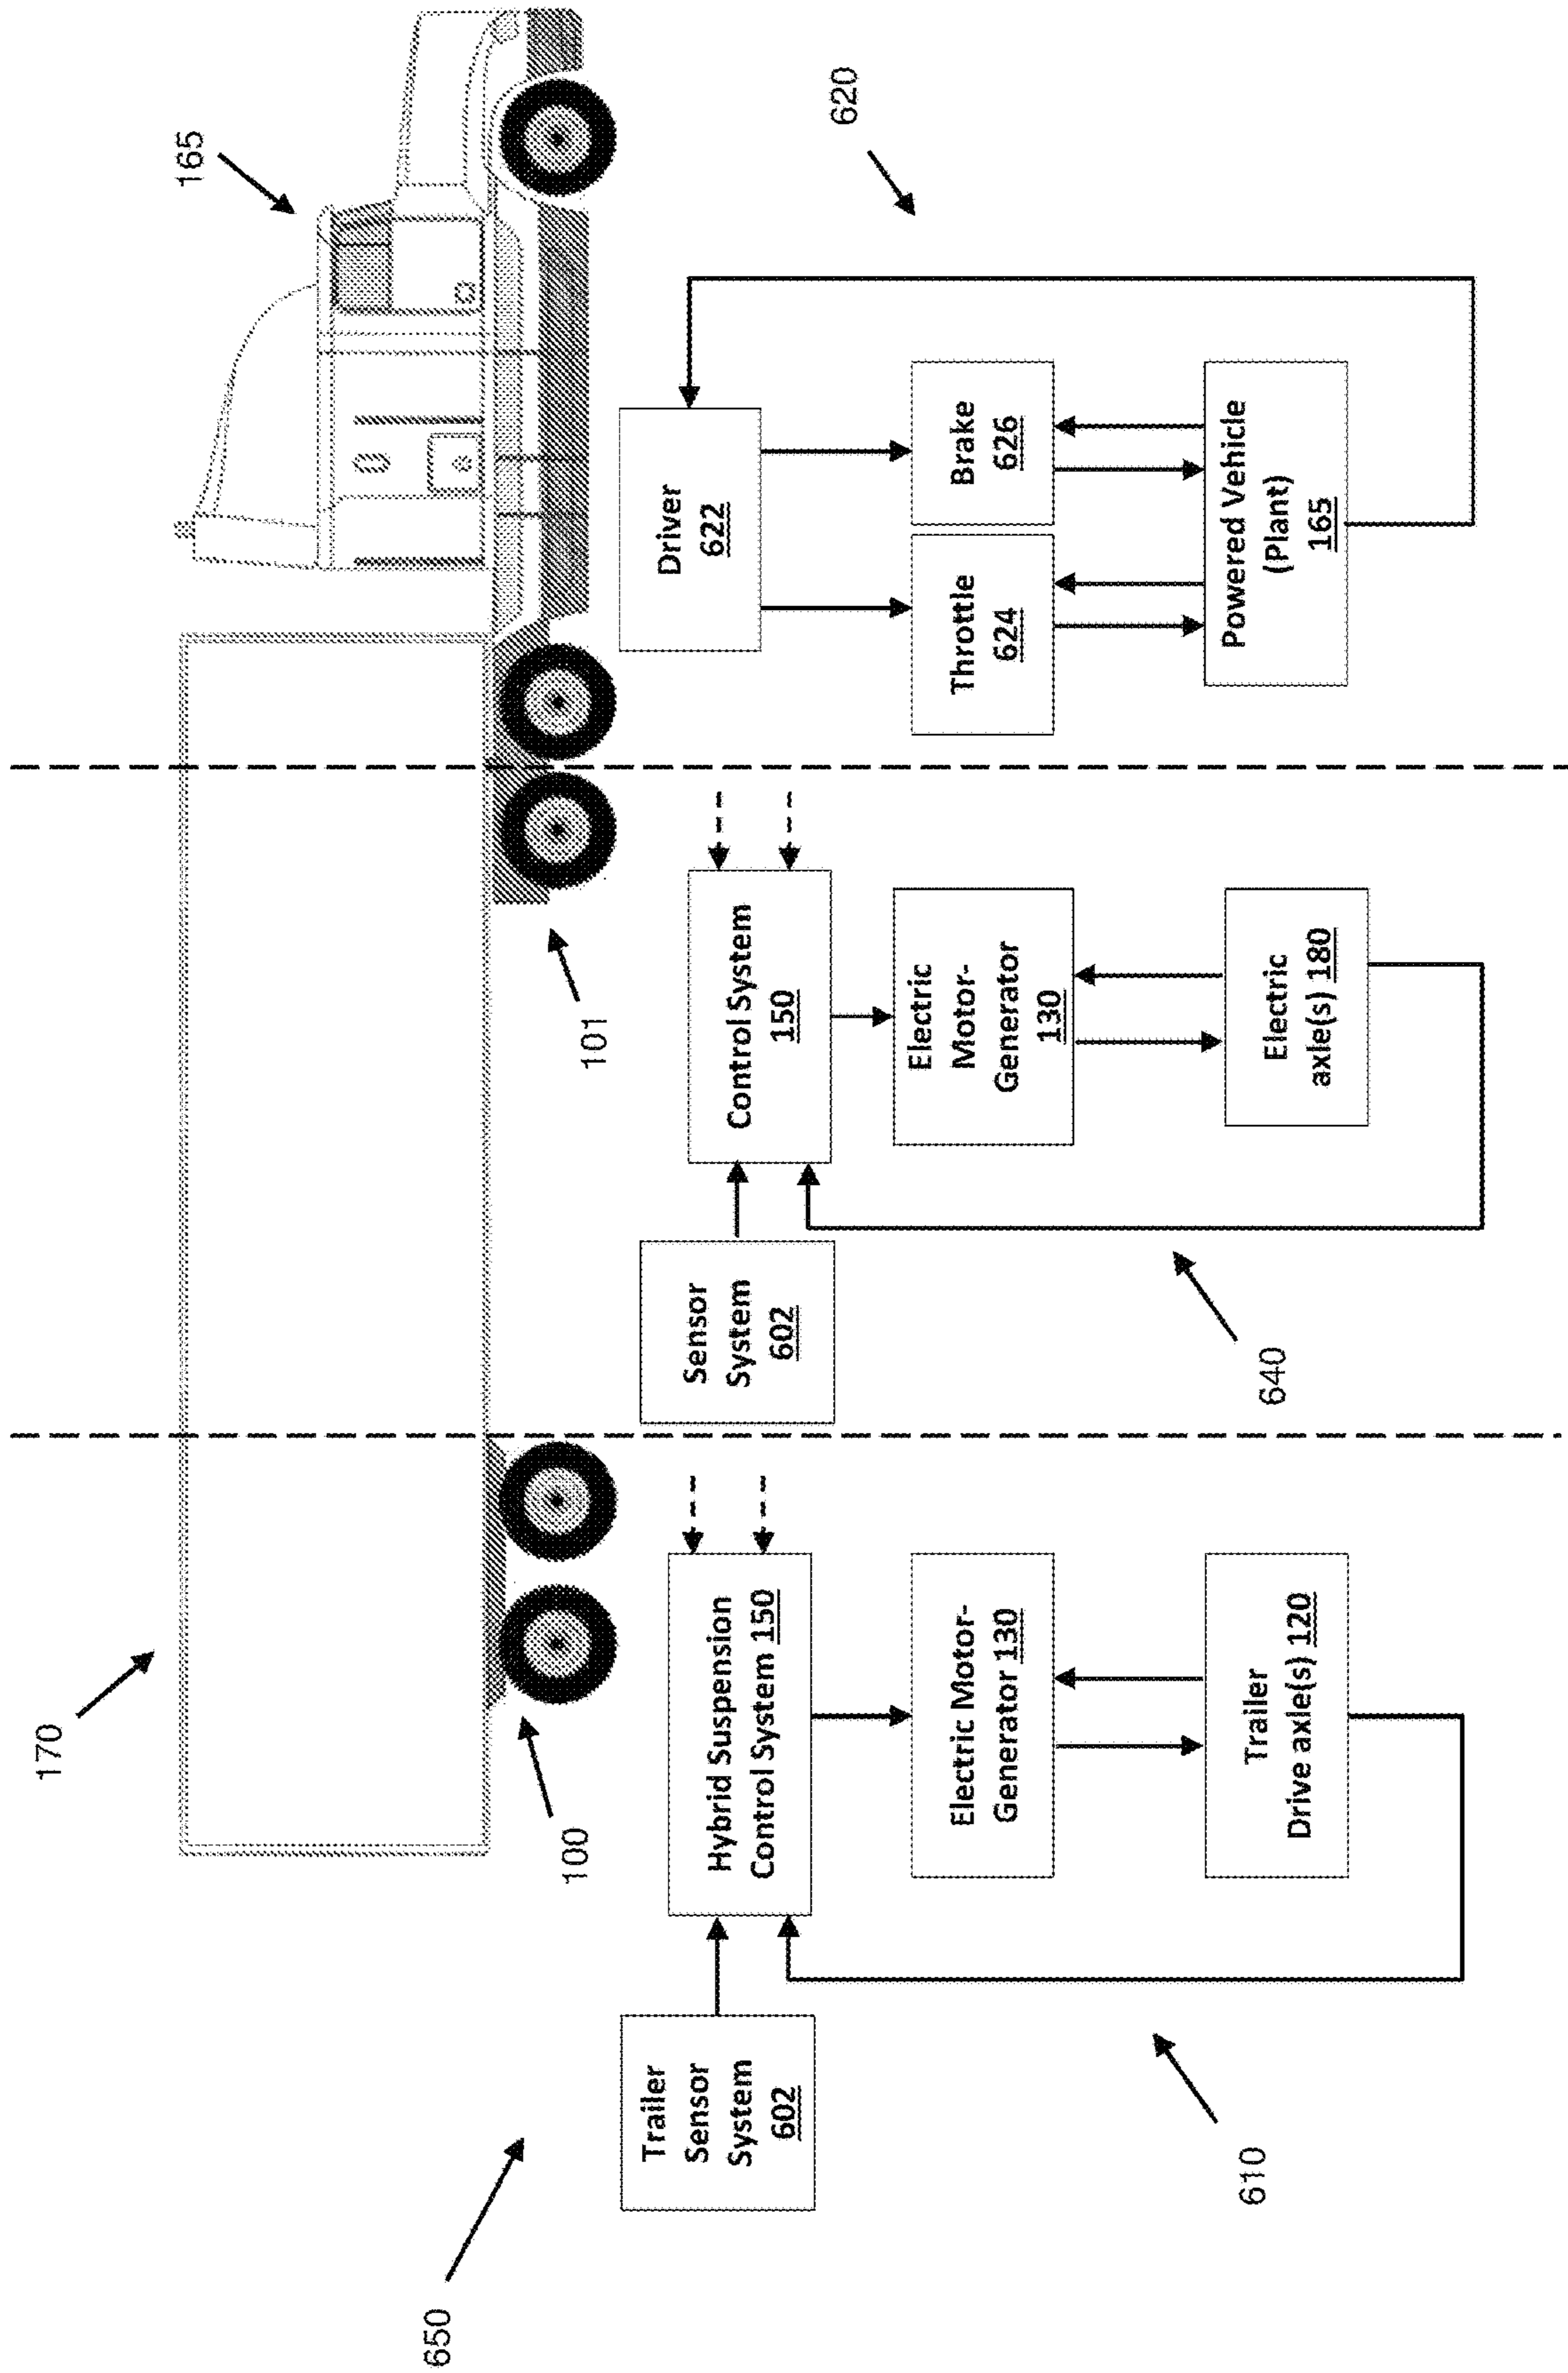 170
165
100
101
650
610
640
620
Trailer
Sensor
System
602
Hybrid Suspension
Control System 150
Electric Motor-
Generator 130
Trailer
Drive axle(s) 120
Sensor
System
602
Control System
150
Electric
Motor-
Generator
130
Electric
axle(s) 180
Driver
622
Throttle
624
Brake
626
Powered Vehicle
(Plant)
165